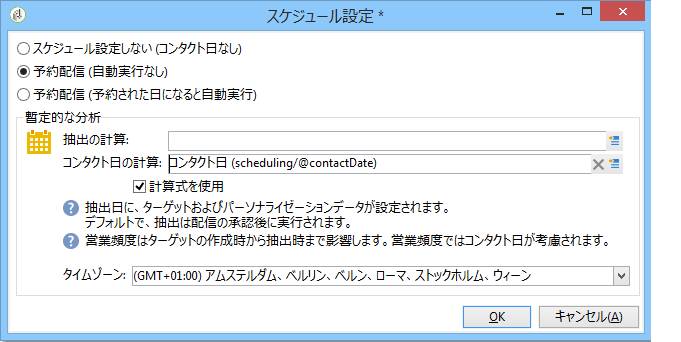 スケジュール設定 *
スケジュール設定しない (コンタクト日なし)
予約配信 (自動実行なし)
予約配信 (予約された日になると自動実行)
暫定的な分析
抽出の計算:
コンタクト日の計算: コンタクト日 (scheduling/@contactDate)
計算式を使用
抽出日に、ターゲットおよびパーソナライゼーションデータが設定されます。
デフォルトで、抽出は配信の承認後に実行されます。
営業頻度はターゲットの作成時から抽出時まで影響します。営業頻度ではコンタクト日が考慮されます。
タイムゾーン: (GMT+01:00) アムステルダム、ベルリン、ベルン、ローマ、ストックホルム、ウィーン
OK キャンセル(A)